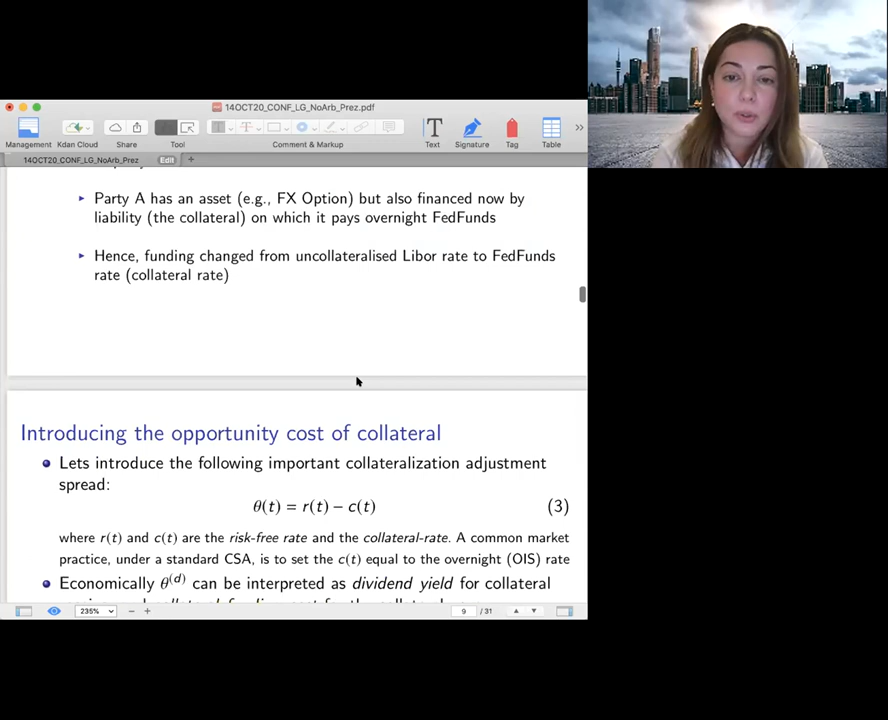 14OCT20_CONF_LG_NoArb_Prez.pdf
Management
Kdan Cloud
Share
Tool
Comment & Markup
Text
Signature
Tag
Table
14OCT20_CONF_LG_NoArb_Prez
Edit
Party A has an asset (e.g., FX Option) but also financed now by
liability (the collateral) on which it pays overnight FedFunds
Hence, funding changed from uncollateralised Libor rate to FedFunds
rate (collateral rate)
Introducing the opportunity cost of collateral
Lets introduce the following important collateralization adjustment
spread:
θ(t) = r(t) − c(t) (3)
where r(t) and c(t) are the risk-free rate and the collateral-rate. A common market
practice, under a standard CSA, is to set the c(t) equal to the overnight (OIS) rate
Economically θ^(d) can be interpreted as dividend yield for collateral
235%
9 / 31